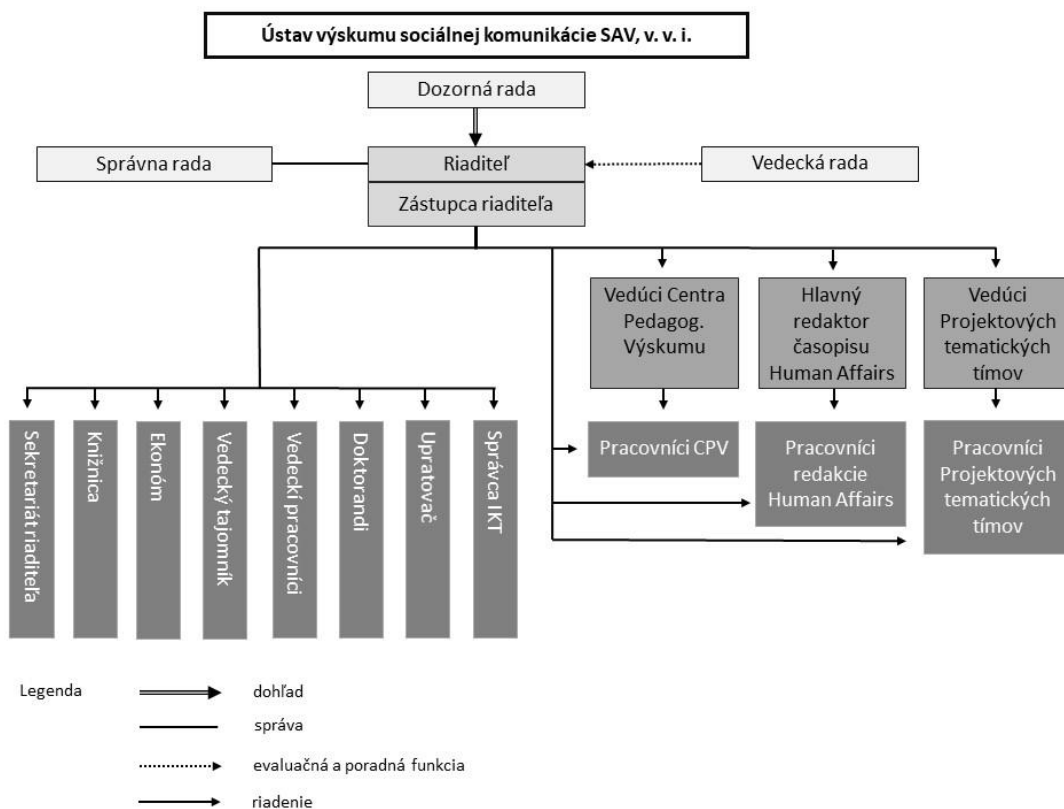 Ústav výskumu sociálnej komunikácie SAV, v. v. i.
Dozorná rada
Správna rada
Riaditeľ
Vedecká rada
Zástupca riaditeľa
Vedúci Centra
Pedagog.
Výskumu
Hlavný
redaktor
časopisu
Human Affairs
Vedúci
Projektových
tematických
tímov
Sekretariát riaditeľa
Knižnica
Ekonóm
Vedecký tajomník
Vedeckí pracovníci
Doktorandi
Upratovač
Správca IKT
Pracovníci CPV
Pracovníci
redakcie
Human Affairs
Pracovníci
Projektových
tematických
tímov
Legenda
dohľad
správa
evaluačná a poradná funkcia
riadenie